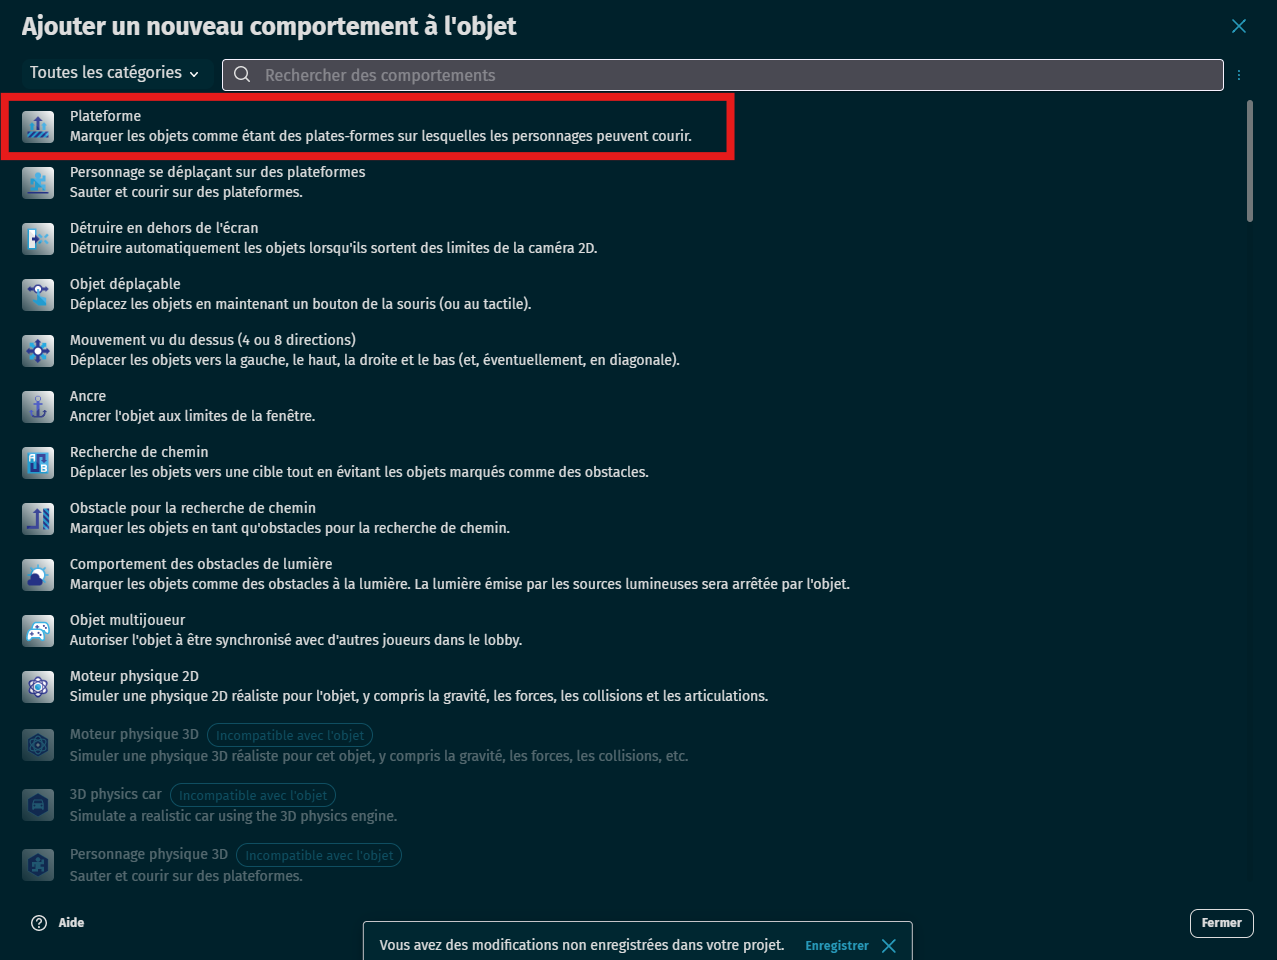 Ajouter un nouveau comportement à l'objet
Toutes les catégories
Rechercher des comportements
Plateforme
Marquer les objets comme étant des plates-formes sur lesquelles les personnages peuvent courir.
Personnage se déplaçant sur des plateformes
Sauter et courir sur des plateformes.
Détruire en dehors de l'écran
Détruire automatiquement les objets lorsqu'ils sortent des limites de la caméra 2D.
Objet déplaçable
Déplacez les objets en maintenant un bouton de la souris (ou au tactile).
Mouvement vu du dessus (4 ou 8 directions)
Déplacer les objets vers la gauche, le haut, la droite et le bas (et, éventuellement, en diagonale).
Ancre
Ancrer l'objet aux limites de la fenêtre.
Recherche de chemin
Déplacer les objets vers une cible tout en évitant les objets marqués comme des obstacles.
Obstacle pour la recherche de chemin
Marquer les objets en tant qu'obstacles pour la recherche de chemin.
Comportement des obstacles de lumière
Marquer les objets comme des obstacles à la lumière. La lumière émise par les sources lumineuses sera arrêtée par l'objet.
Objet multijoueur
Autoriser l'objet à être synchronisé avec d'autres joueurs dans le lobby.
Moteur physique 2D
Simuler une physique 2D réaliste pour l'objet, y compris la gravité, les forces, les collisions et les articulations.
Moteur physique 3D Incompatible avec l'objet
Simuler une physique 3D réaliste pour cet objet, y compris la gravité, les forces, les collisions, etc.
3D physics car Incompatible avec l'objet
Simulate a realistic car using the 3D physics engine.
Personnage physique 3D Incompatible avec l'objet
Sauter et courir sur des plateformes.
Aide
Fermer
Vous avez des modifications non enregistrées dans votre projet. Enregistrer